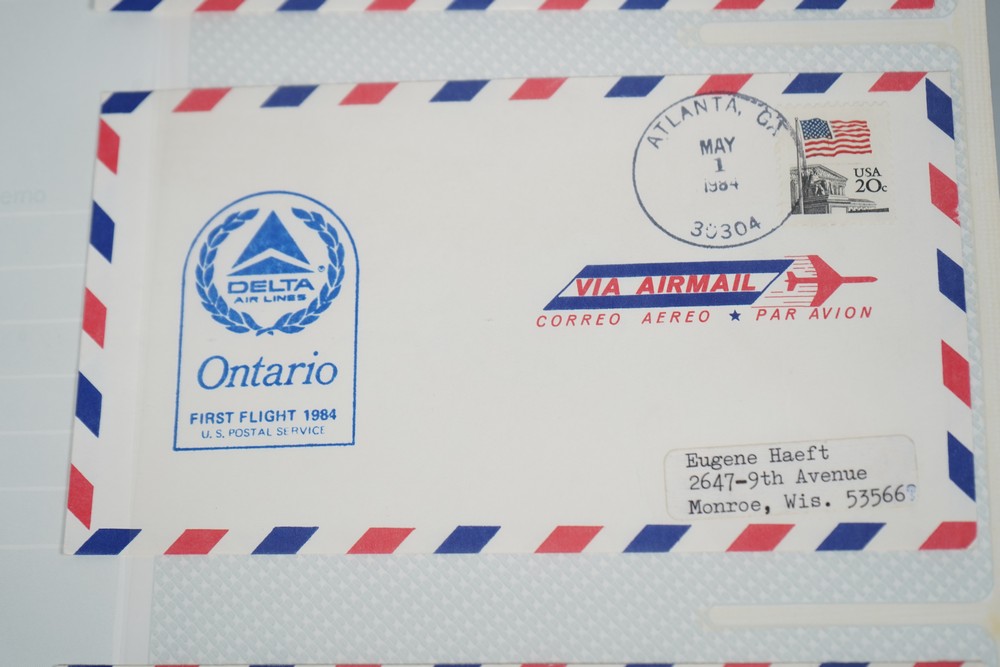 ATLANTA, GA
MAY
1
1984
30304
USA
20c
DELTA
AIR LINES
VIA AIRMAIL
CORREO AEREO ★ PAR AVION
Ontario
FIRST FLIGHT 1984
U. S. POSTAL SERVICE
Eugene Haeft
2647-9th Avenue
Monroe, Wis. 53566